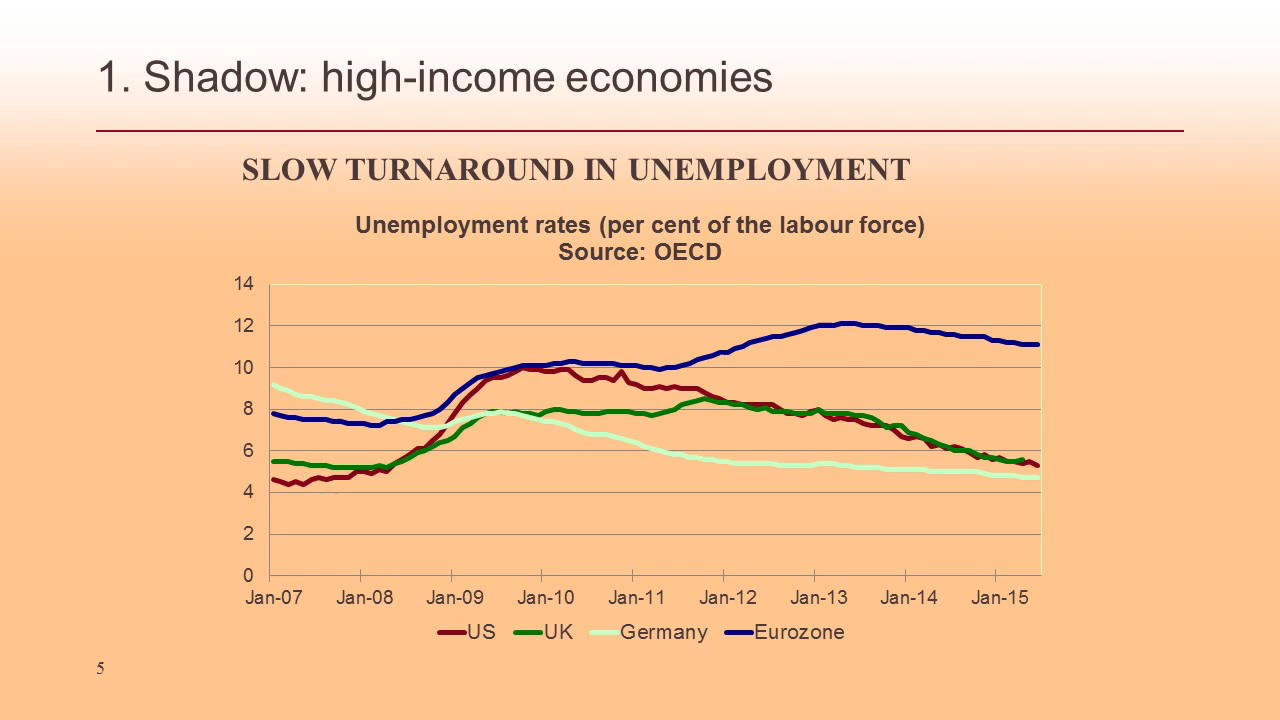 1. Shadow: high-income economies
SLOW TURNAROUND IN UNEMPLOYMENT
Unemployment rates (per cent of the labour force)
Source: OECD
14
12
10
8
6
4
2
0
Jan-07 Jan-08 Jan-09 Jan-10 Jan-11 Jan-12 Jan-13 Jan-14 Jan-15
US UK Germany Eurozone
5